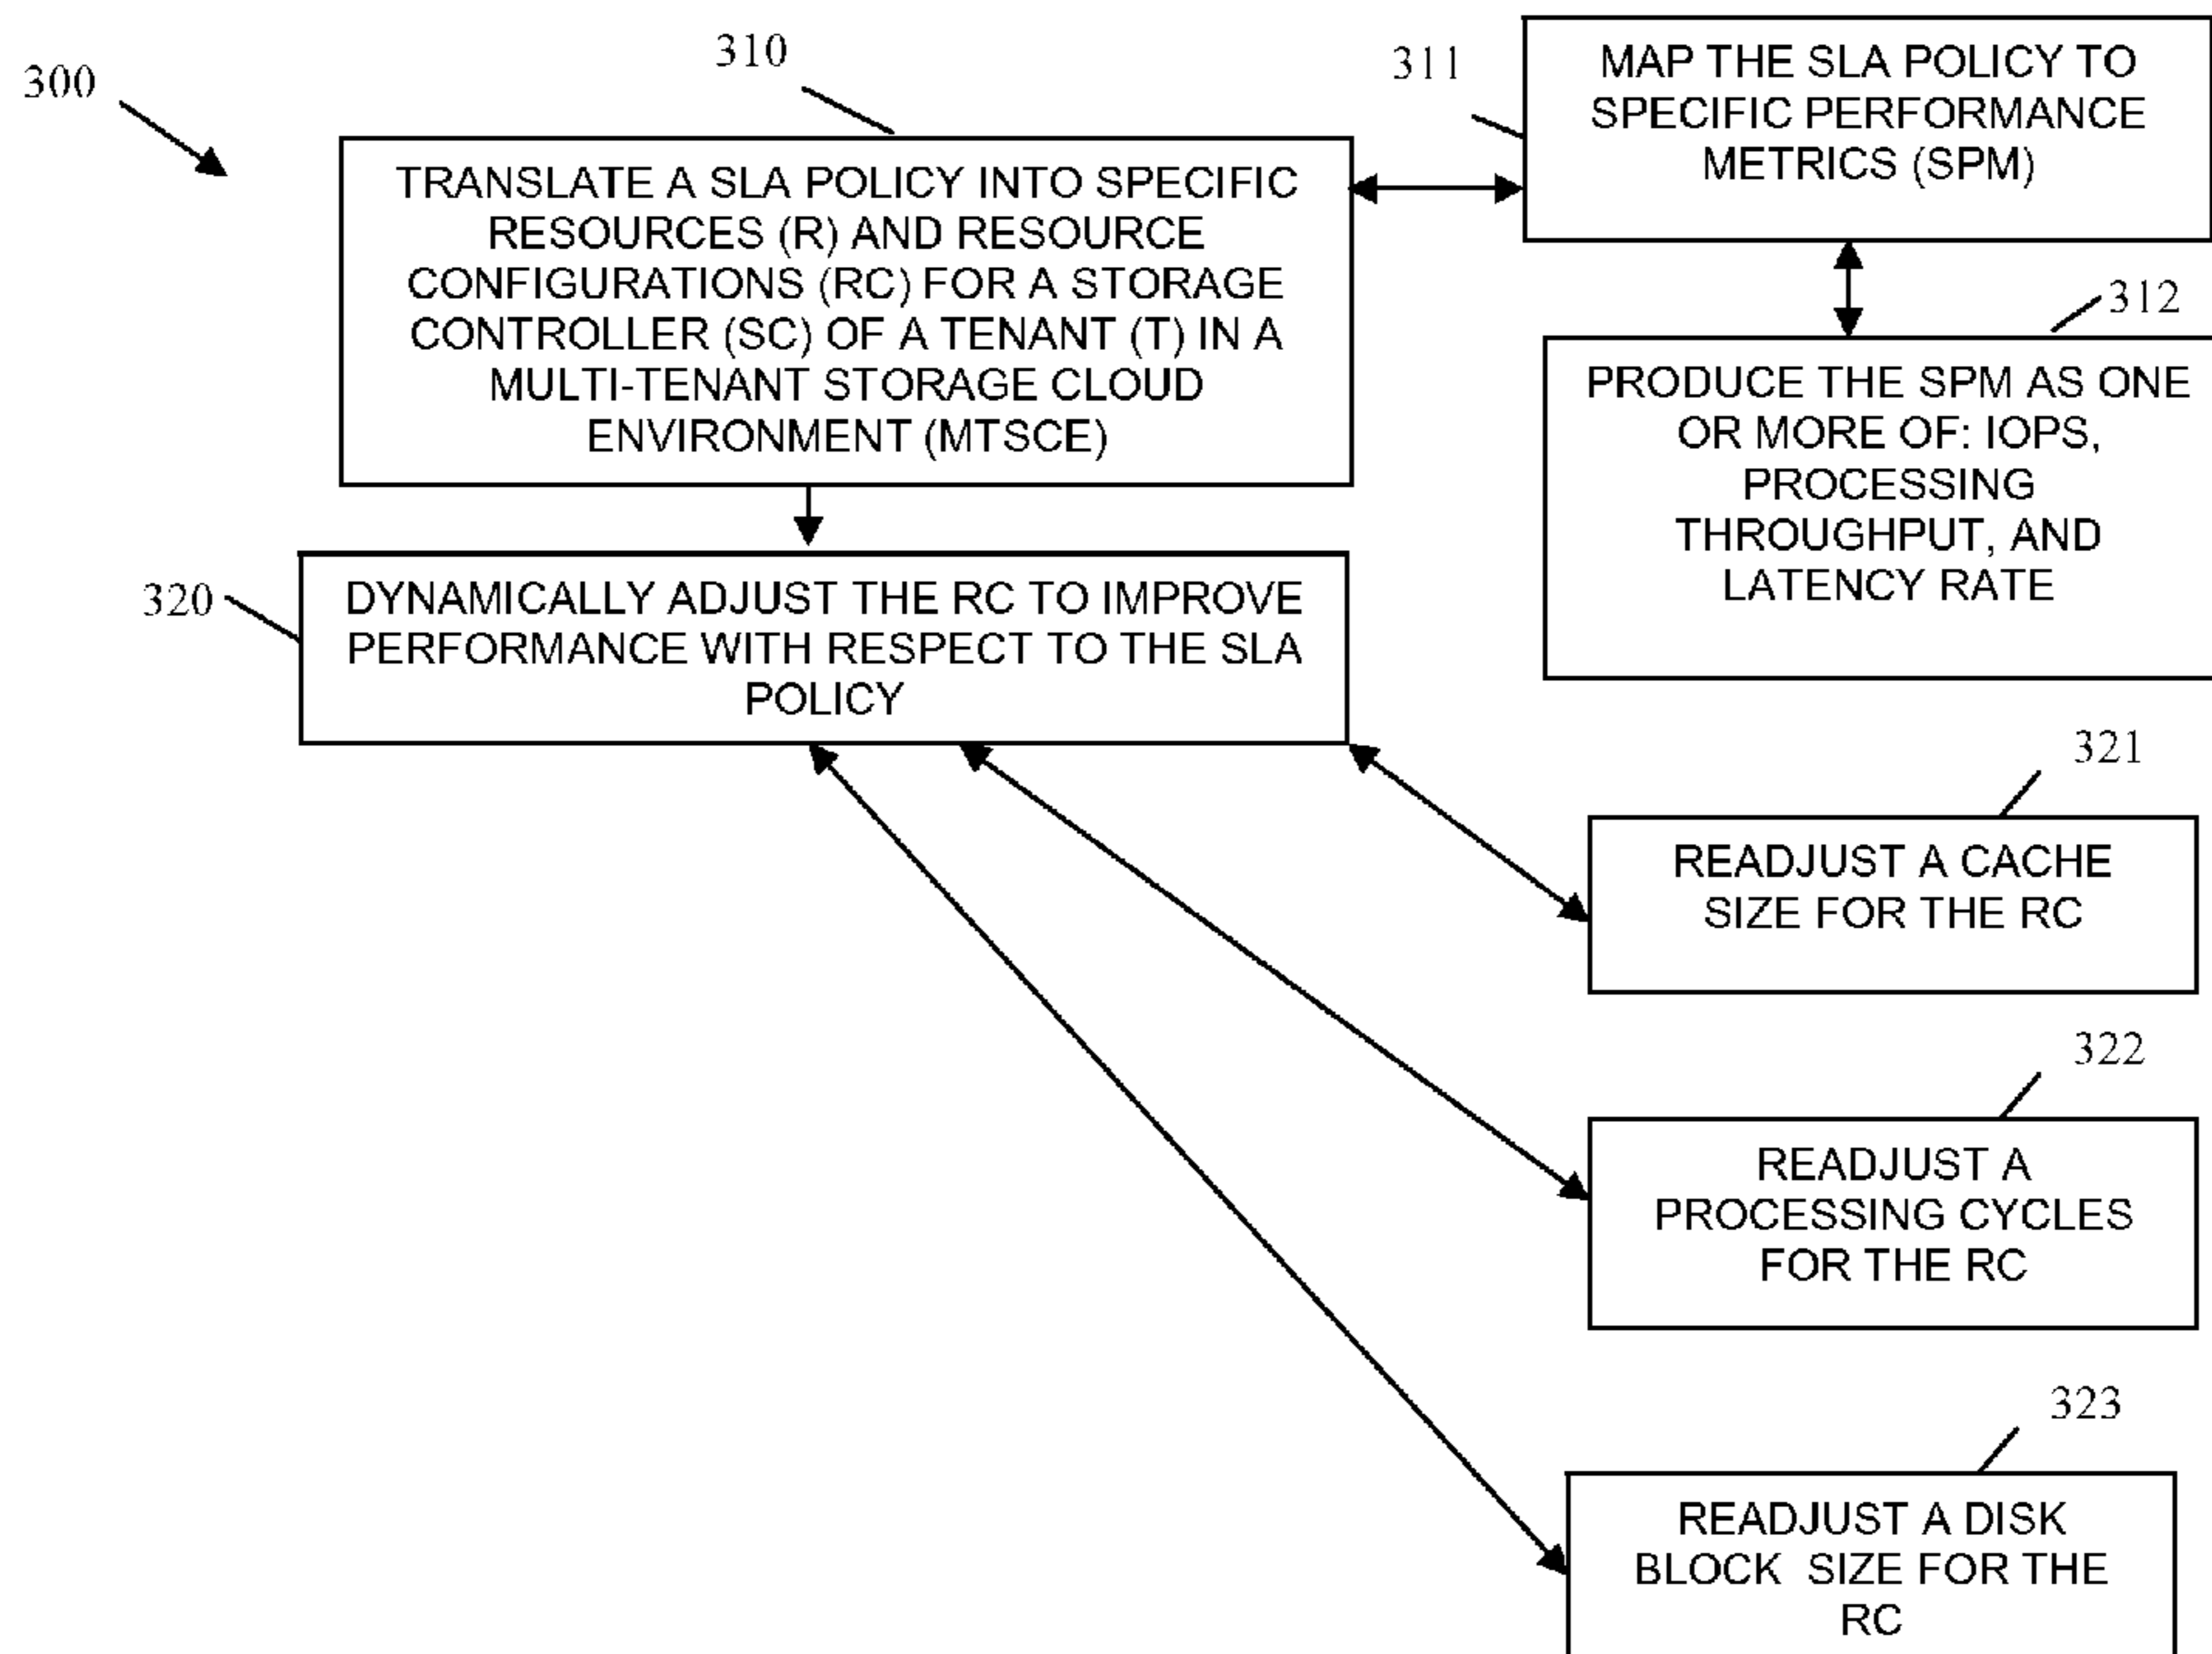 300
310
TRANSLATE A SLA POLICY INTO SPECIFIC
RESOURCES (R) AND RESOURCE
CONFIGURATIONS (RC) FOR A STORAGE
CONTROLLER (SC) OF A TENANT (T) IN A
MULTI-TENANT STORAGE CLOUD
ENVIRONMENT (MTSCE)
311
MAP THE SLA POLICY TO
SPECIFIC PERFORMANCE
METRICS (SPM)
312
PRODUCE THE SPM AS ONE
OR MORE OF: IOPS,
PROCESSING
THROUGHPUT, AND
LATENCY RATE
320
DYNAMICALLY ADJUST THE RC TO IMPROVE
PERFORMANCE WITH RESPECT TO THE SLA
POLICY
321
READJUST A CACHE
SIZE FOR THE RC
322
READJUST A
PROCESSING CYCLES
FOR THE RC
323
READJUST A DISK
BLOCK  SIZE FOR THE
RC